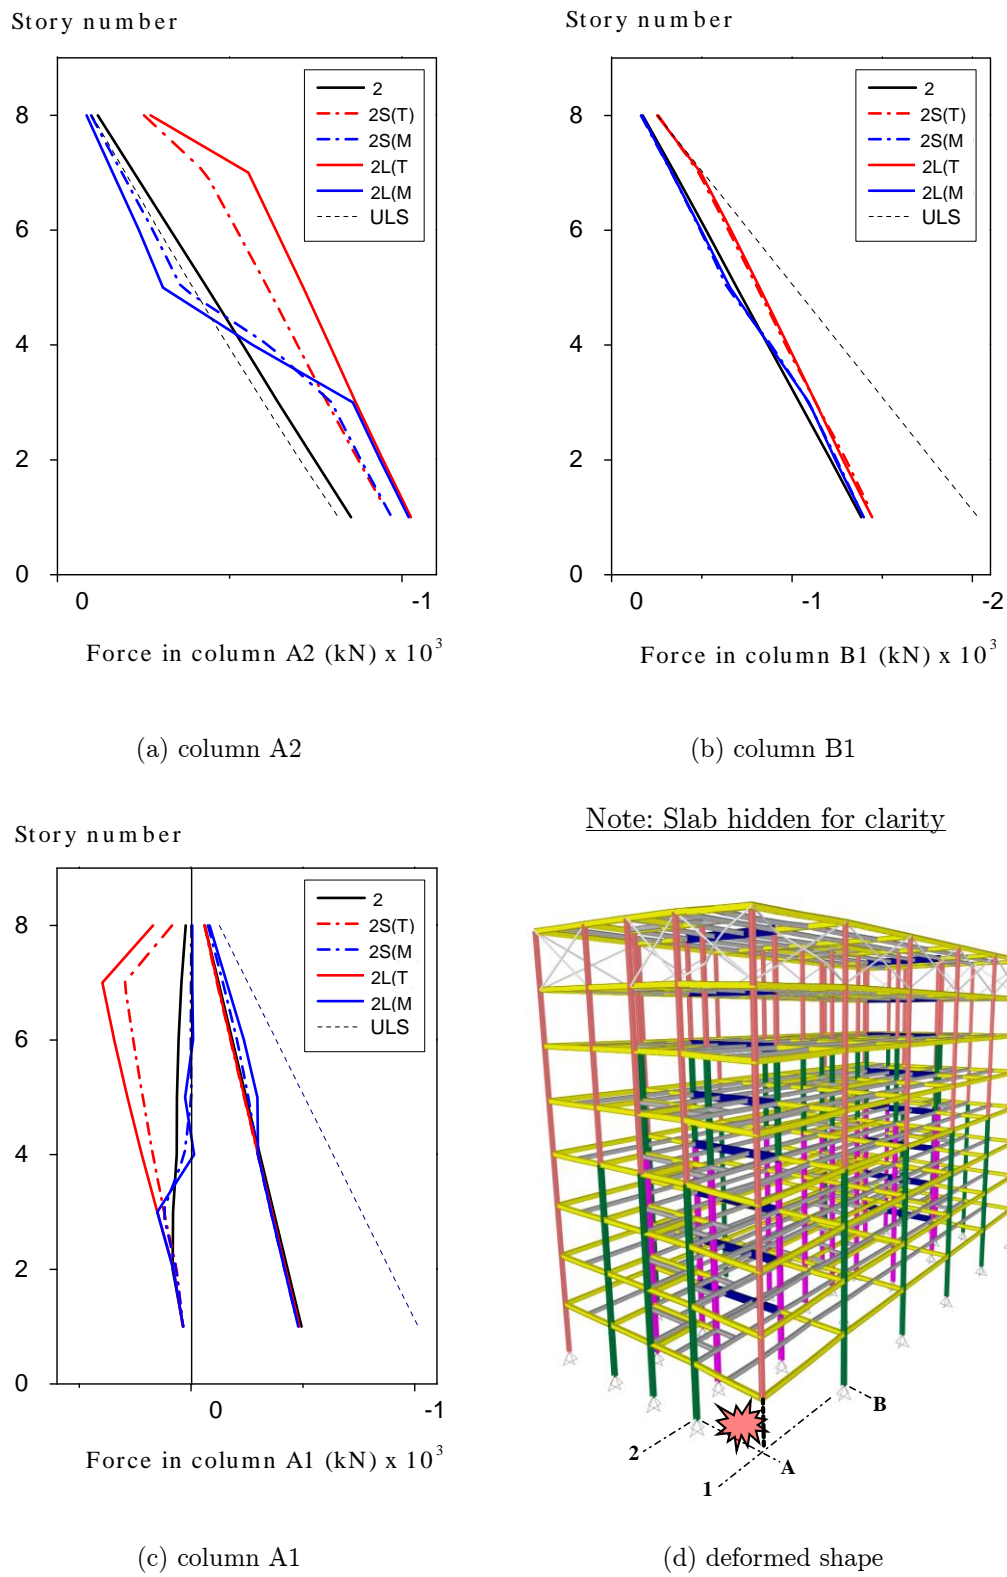 Story number
8
6
4
2
0
0
-1
2
2S(T)
2S(M
2L(T
2L(M
ULS
Force in column A2 (kN) x 10³
(a) column A2
Story number
8
6
4
2
0
0
-1
-2
2
2S(T)
2S(M
2L(T
2L(M
ULS
Force in column B1 (kN) x 10³
(b) column B1
Story number
8
6
4
2
0
0
-1
2
2S(T)
2S(M
2L(T
2L(M
ULS
Force in column A1 (kN) x 10³
(c) column A1
Note: Slab hidden for clarity
B
2
A
1
(d) deformed shape